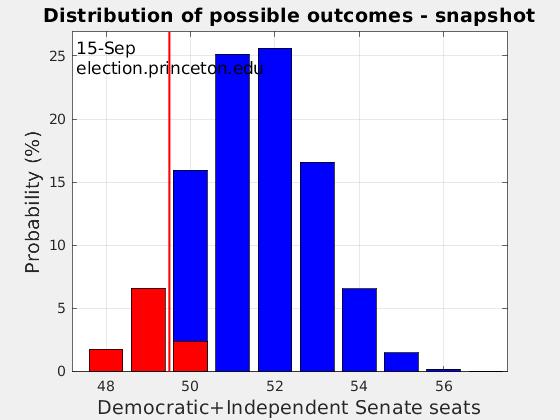 Distribution of possible outcomes - snapshot
15-Sep
election.princeton.edu
25
20
15
10
5
0
Probability (%)
48 50 52 54 56
Democratic+Independent Senate seats